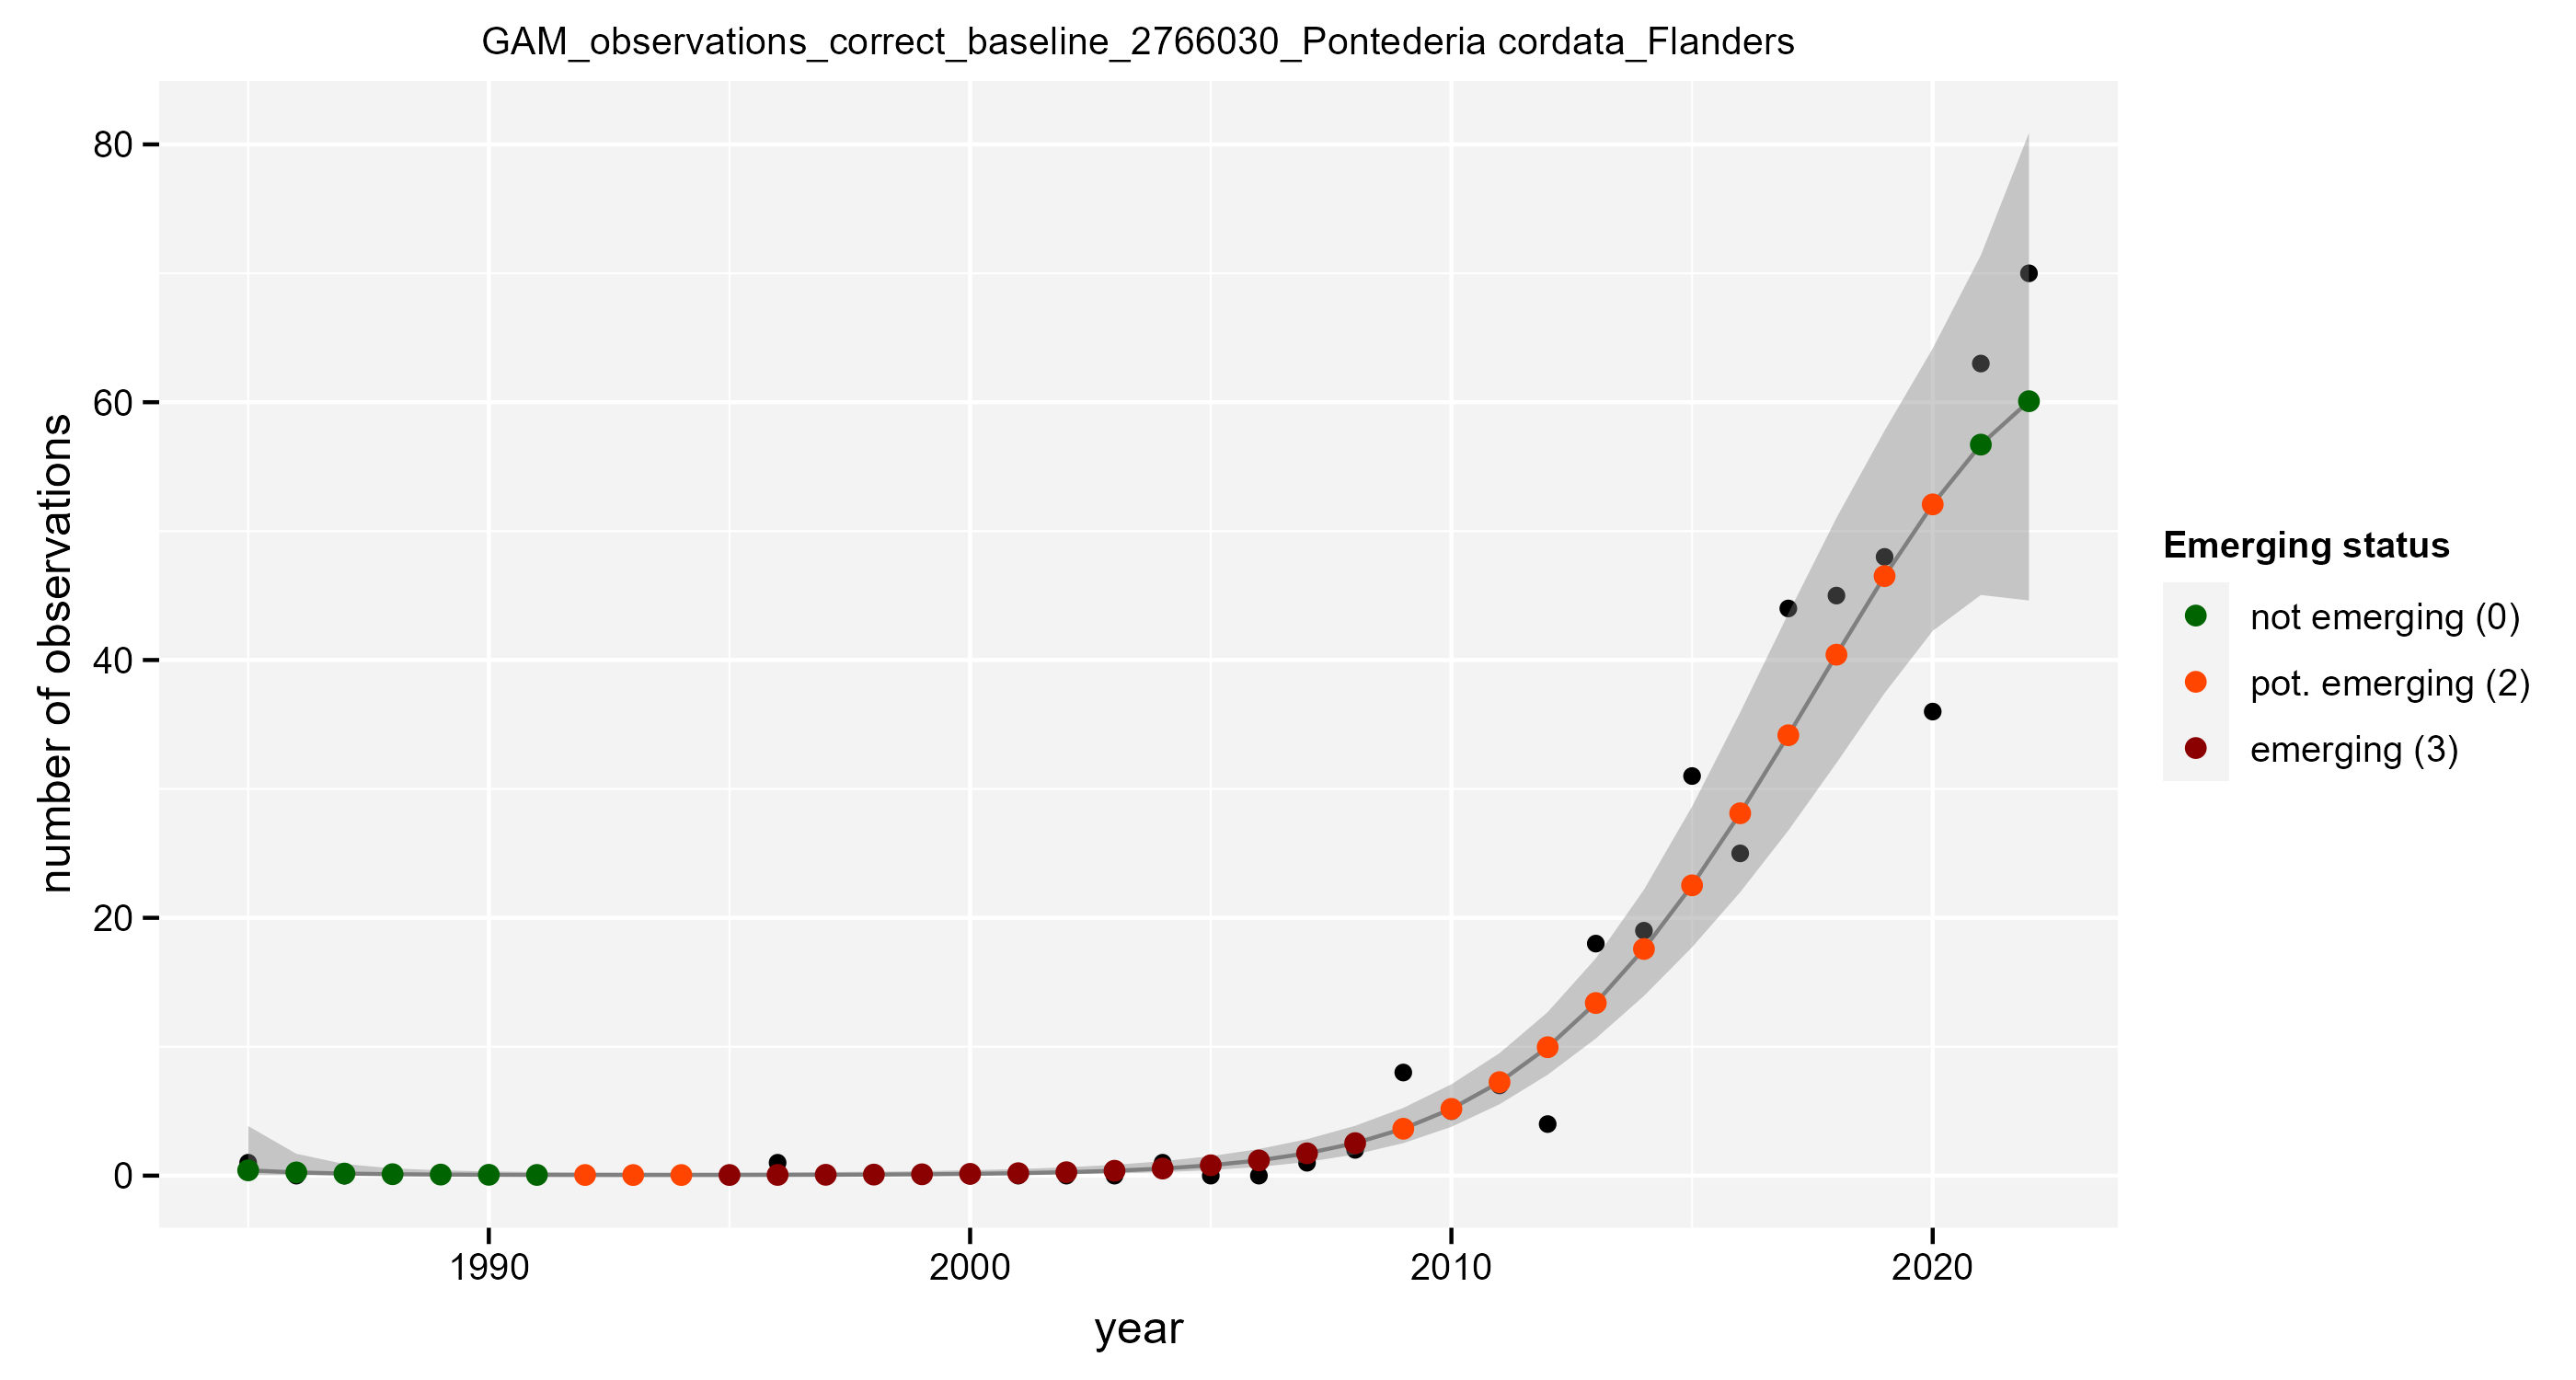 GAM_observations_correct_baseline_2766030_Pontederia cordata_Flanders
number of observations
80
60
40
20
0
1990 2000 2010 2020
year
Emerging status
not emerging (0)
pot. emerging (2)
emerging (3)